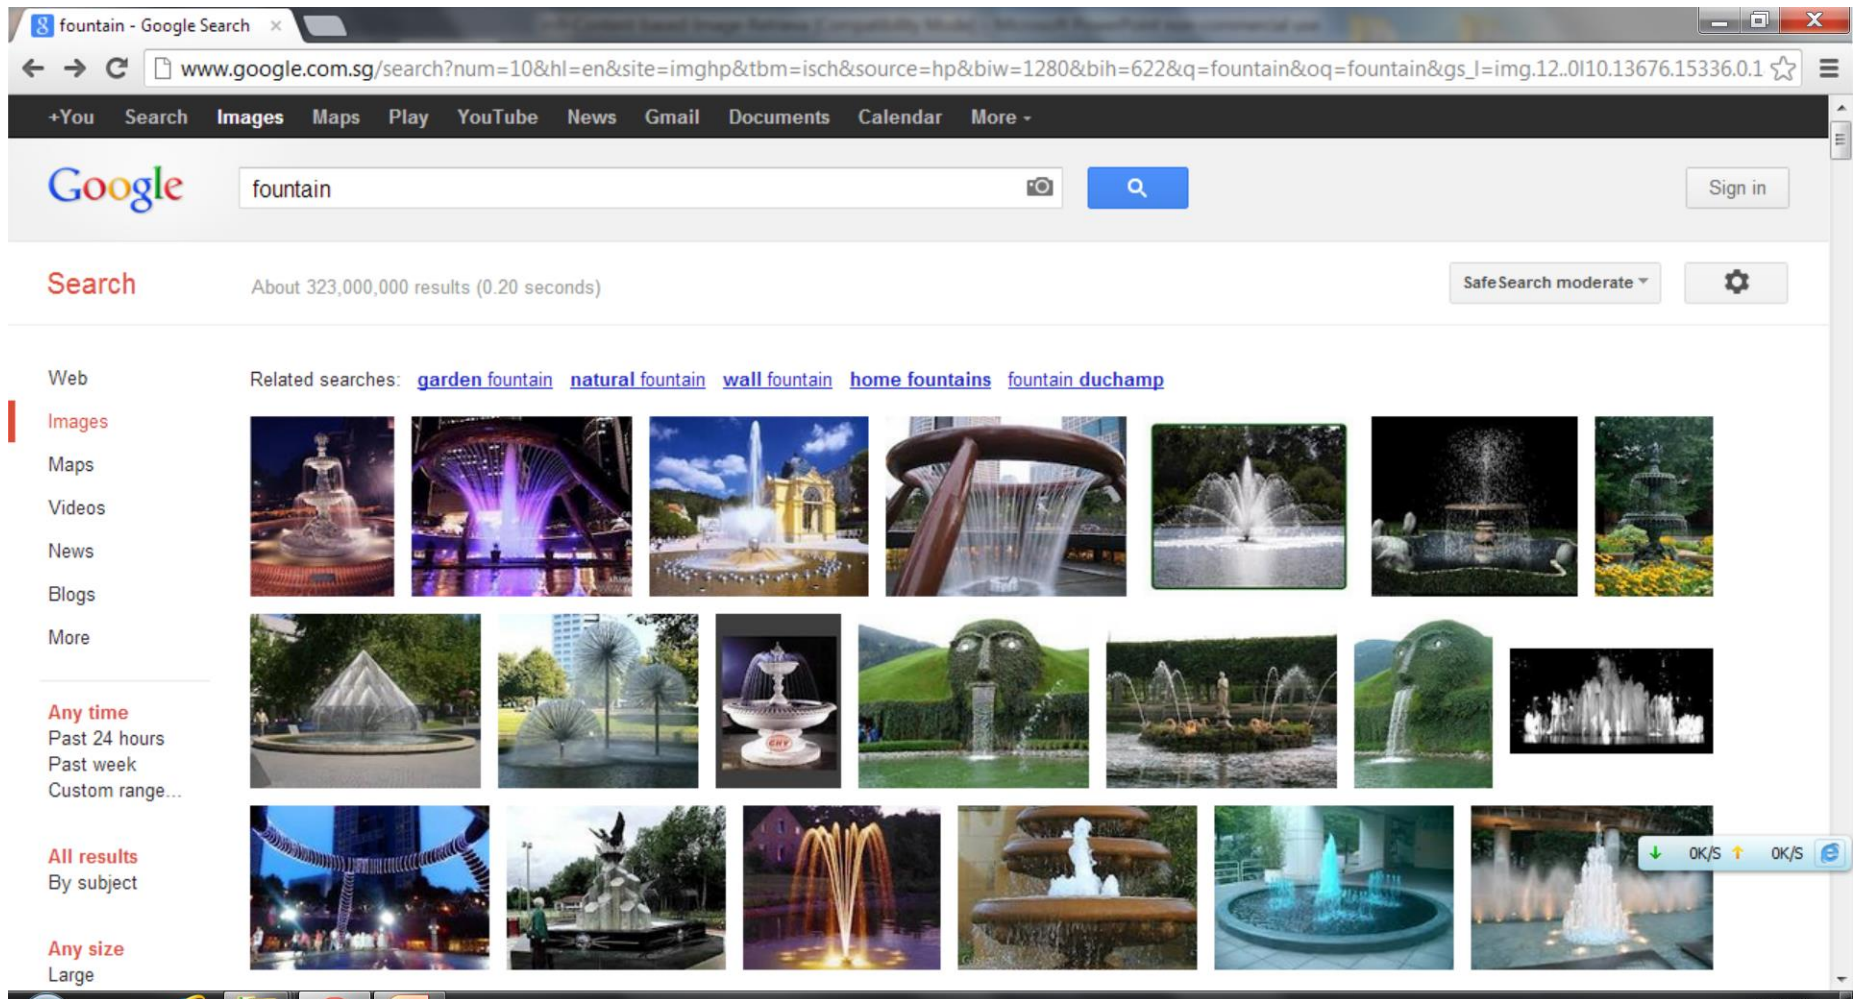 fountain - Google Search
www.google.com.sg/search?num=10&hl=en&site=imghp&tbm=isch&source=hp&biw=1280&bih=622&q=fountain&oq=fountain&gs_l=img.12..0l10.13676.15336.0.1
+You Search Images Maps Play YouTube News Gmail Documents Calendar More
Google
fountain
Sign in
Search
About 323,000,000 results (0.20 seconds)
SafeSearch moderate
Web
Related searches: garden fountain natural fountain wall fountain home fountains fountain duchamp
Images
Maps
Videos
News
Blogs
More
Any time
Past 24 hours
Past week
Custom range...
GHY
All results
By subject
0K/S 0K/S
Any size
Large